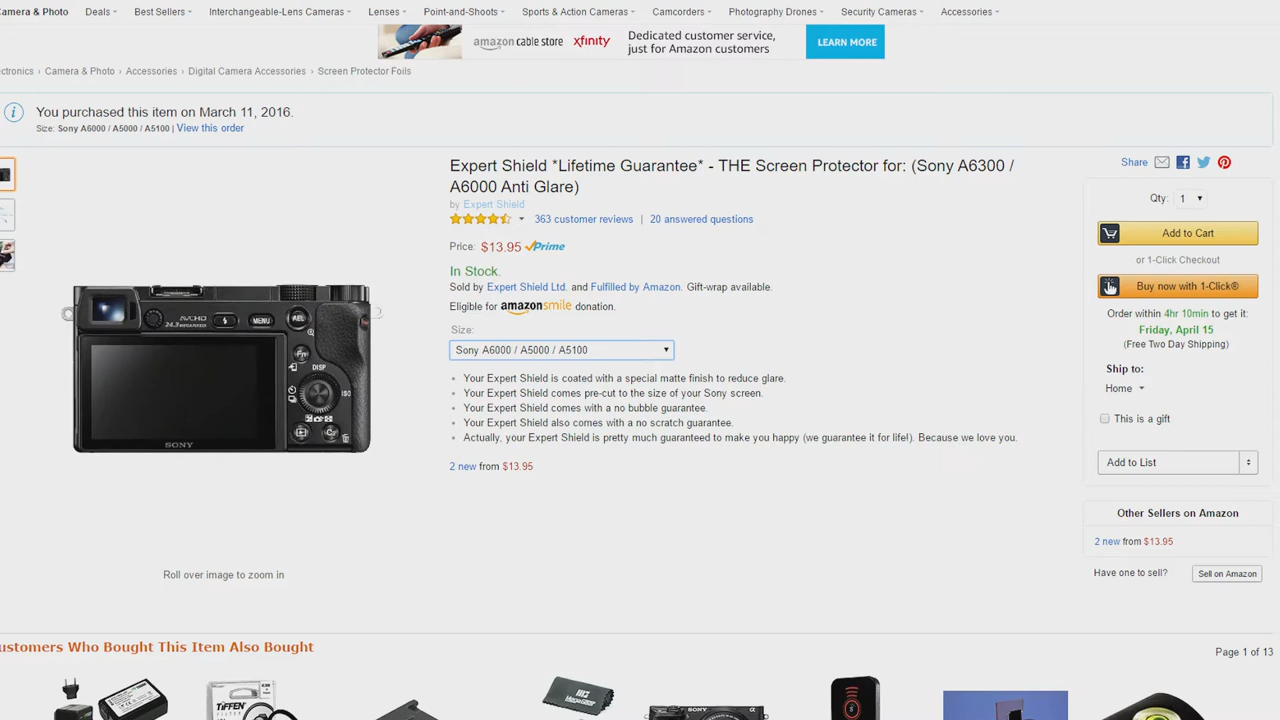 amera & Photo Deals Best Sellers Interchangeable-Lens Cameras Lenses Point-and-Shoots Sports & Action Cameras Camcorders Photography Drones Security Cameras Accessories
amazon cable store xfinity Dedicated customer service,
just for Amazon customers
LEARN MORE
ectronics › Camera & Photo › Accessories › Digital Camera Accessories › Screen Protector Foils
You purchased this item on March 11, 2016.
Size: Sony A6000 / A5000 / A5100 | View this order
Expert Shield *Lifetime Guarantee* - THE Screen Protector for: (Sony A6300 /
A6000 Anti Glare)
by Expert Shield
363 customer reviews | 20 answered questions
Price: $13.95 Prime
In Stock.
Sold by Expert Shield Ltd. and Fulfilled by Amazon. Gift-wrap available.
Eligible for amazonsmile donation.
Size:
Sony A6000 / A5000 / A5100
Your Expert Shield is coated with a special matte finish to reduce glare.
Your Expert Shield comes pre-cut to the size of your Sony screen.
Your Expert Shield comes with a no bubble guarantee.
Your Expert Shield also comes with a no scratch guarantee.
Actually, your Expert Shield is pretty much guaranteed to make you happy (we guarantee it for life!). Because we love you.
2 new from $13.95
AVCHD
24.3 MEGA PIXELS
MENU
AEL
Fn
DISP
ISO
SONY
Roll over image to zoom in
Share
Qty: 1
Add to Cart
or 1-Click Checkout
Buy now with 1-Click®
Order within 4hr 10min to get it:
Friday, April 15
(Free Two Day Shipping)
Ship to:
Home
This is a gift
Add to List
Other Sellers on Amazon
2 new from $13.95
Have one to sell? Sell on Amazon
ustomers Who Bought This Item Also Bought
Page 1 of 13
TIFFEN
SONY